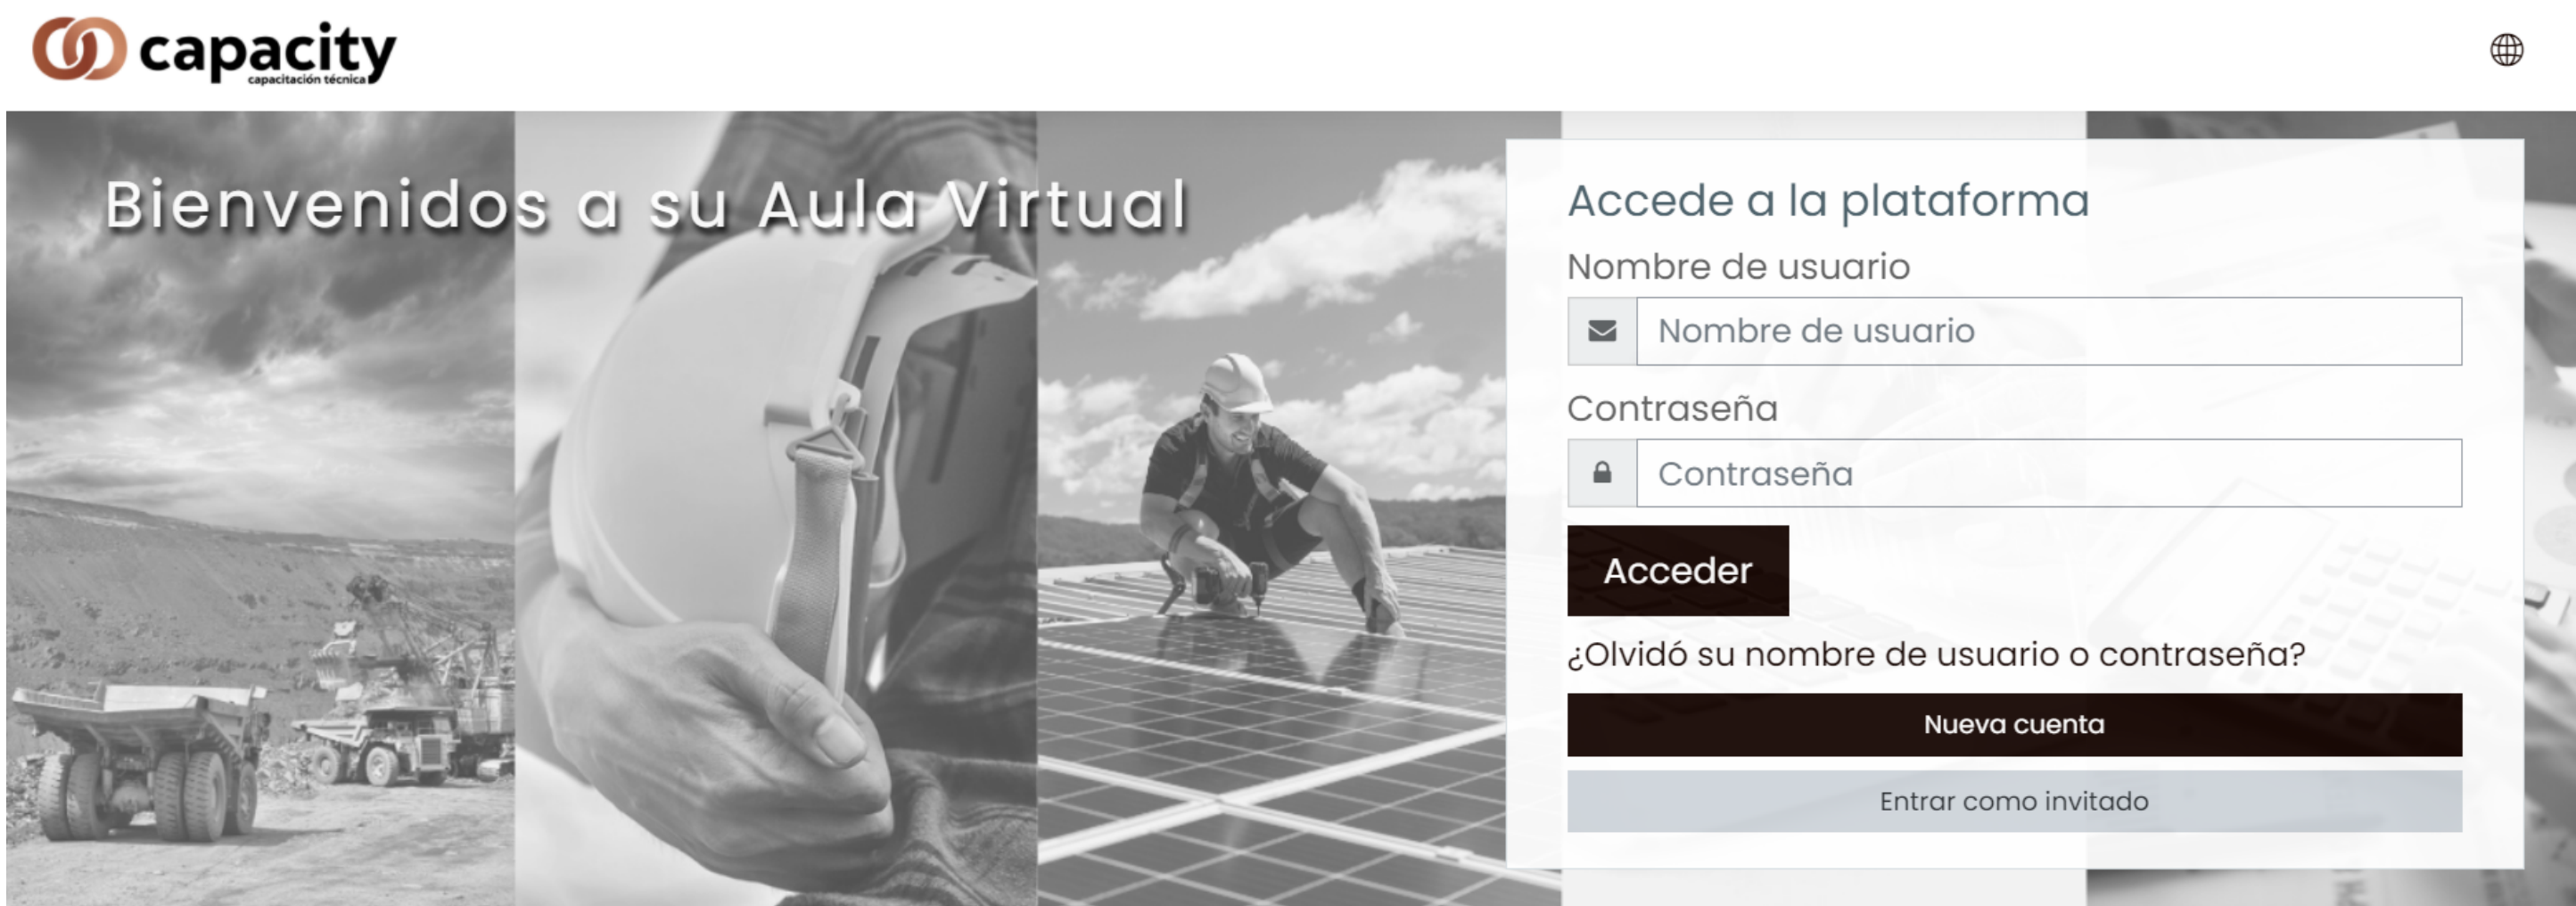 capacity
capacitación técnica
Bienvenidos a su Aula Virtual
Accede a la plataforma
Nombre de usuario
Nombre de usuario
Contraseña
Contraseña
Acceder
¿Olvidó su nombre de usuario o contraseña?
Nueva cuenta
Entrar como invitado